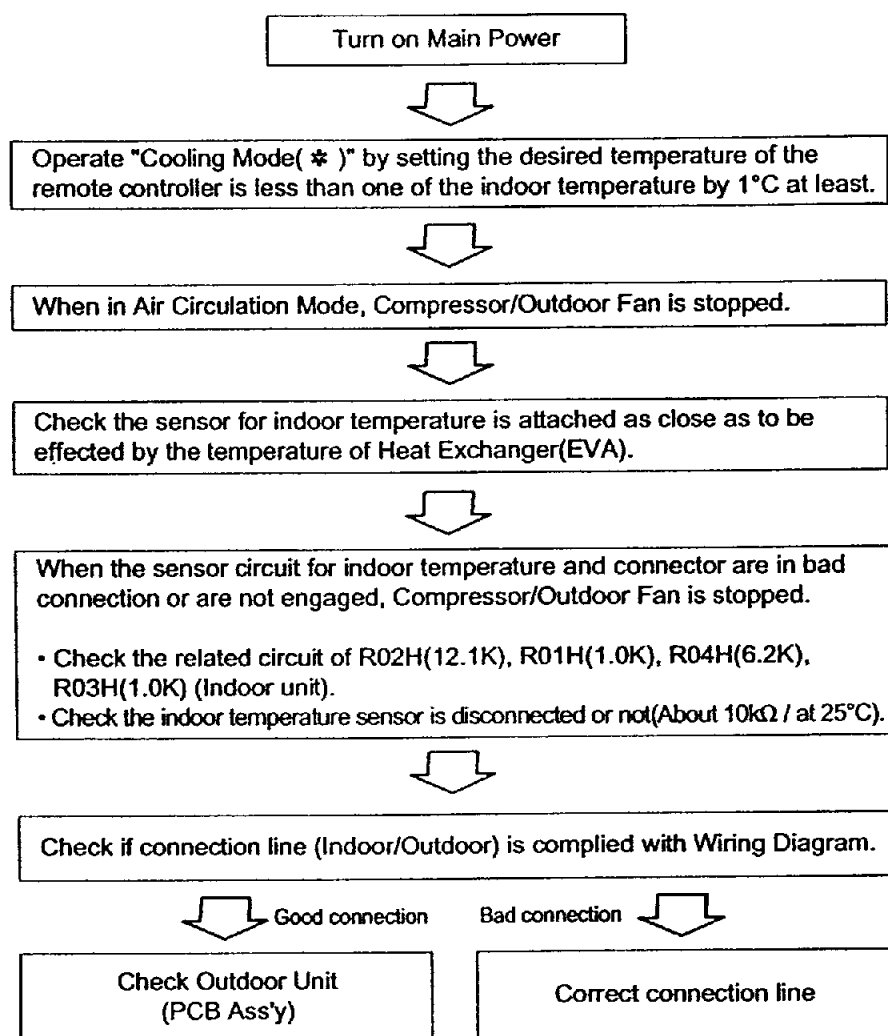 Turn on Main Power
Operate "Cooling Mode( ✻ )" by setting the desired temperature of the
remote controller is less than one of the indoor temperature by 1°C at least.
When in Air Circulation Mode, Compressor/Outdoor Fan is stopped.
Check the sensor for indoor temperature is attached as close as to be
effected by the temperature of Heat Exchanger(EVA).
When the sensor circuit for indoor temperature and connector are in bad
connection or are not engaged, Compressor/Outdoor Fan is stopped.
• Check the related circuit of R02H(12.1K), R01H(1.0K), R04H(6.2K),
R03H(1.0K) (Indoor unit).
• Check the indoor temperature sensor is disconnected or not(About 10kΩ / at 25°C).
Check if connection line (Indoor/Outdoor) is complied with Wiring Diagram.
Good connection
Bad connection
Check Outdoor Unit
(PCB Ass'y)
Correct connection line